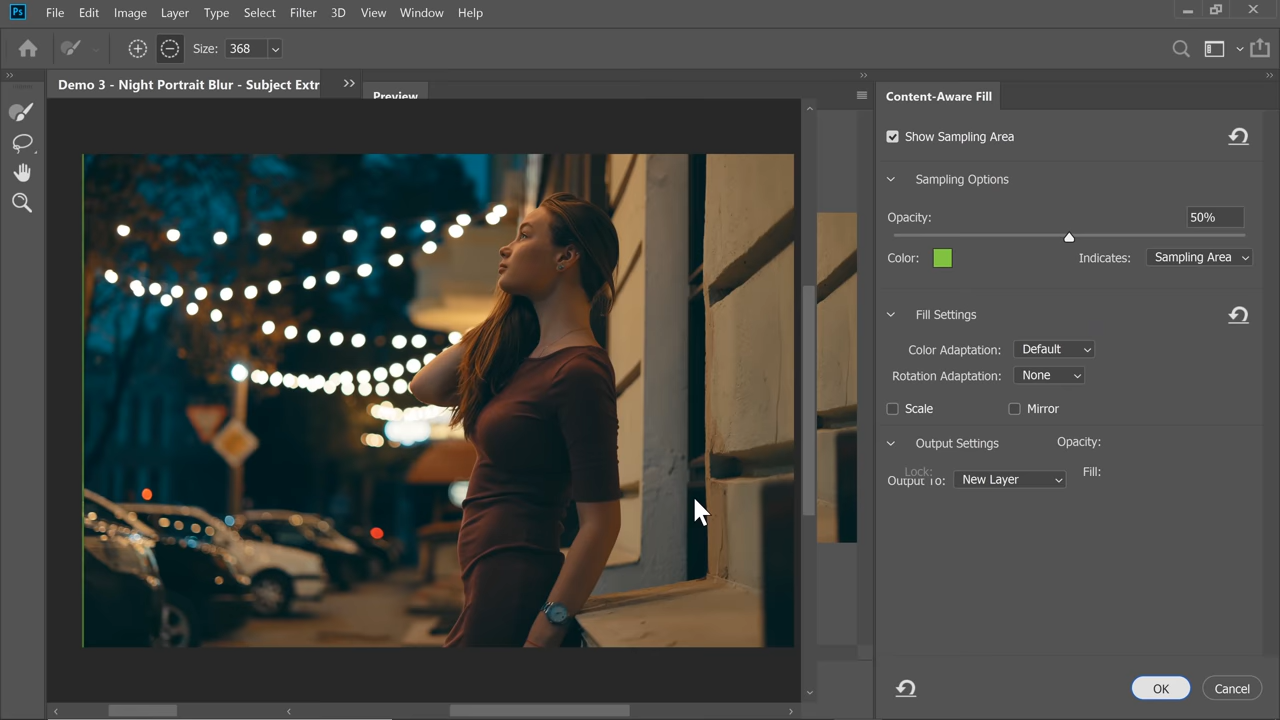 Ps File Edit Image Layer Type Select Filter 3D View Window Help
Size: 368
Demo 3 - Night Portrait Blur - Subject Extr
Preview
Content-Aware Fill
Show Sampling Area
Sampling Options
Opacity: 50%
Color: Indicates: Sampling Area
Fill Settings
Color Adaptation: Default
Rotation Adaptation: None
Scale Mirror
Output Settings Opacity:
Lock: Fill:
Output To: New Layer
OK Cancel